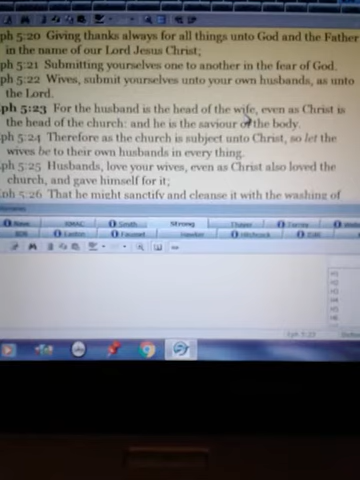 ph 5:20 Giving thanks always for all things unto God and the Father
in the name of our Lord Jesus Christ;
ph 5:21 Submitting yourselves one to another in the fear of God.
ph 5:22 Wives, submit yourselves unto your own husbands, as unto
the Lord.
ph 5:23 For the husband is the head of the wife, even as Christ is
the head of the church: and he is the saviour of the body.
ph 5:24 Therefore as the church is subject unto Christ, so let the
wives be to their own husbands in every thing.
ph 5:25 Husbands, love your wives, even as Christ also loved the
church, and gave himself for it;
ph 5:26 That he might sanctify and cleanse it with the washing of
Smith Strong Thayer
Easton Fausset Hawker Hitchcock